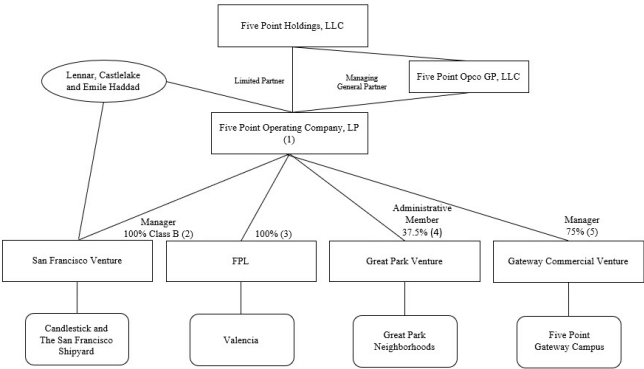 Five Point Holdings, LLC
Lennar, Castlelake
and Emile Haddad
Limited Partner
Managing
General Partner
Five Point Opco GP, LLC
Five Point Operating Company, LP
(1)
Manager
100% Class B (2)
100% (3)
Administrative
Member
37.5% (4)
Manager
75% (5)
San Francisco Venture
FPL
Great Park Venture
Gateway Commercial Venture
Candlestick and
The San Francisco
Shipyard
Valencia
Great Park
Neighborhoods
Five Point
Gateway Campus